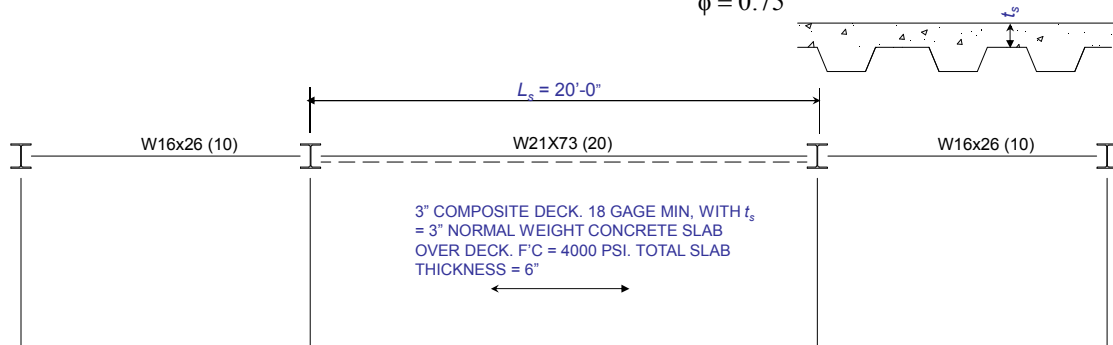 ϕ = 0.75
t_s
L_s = 20'-0"
W16x26 (10)
W21X73 (20)
W16x26 (10)
3” COMPOSITE DECK. 18 GAGE MIN, WITH t_s
= 3” NORMAL WEIGHT CONCRETE SLAB
OVER DECK. F’C = 4000 PSI. TOTAL SLAB
THICKNESS = 6”